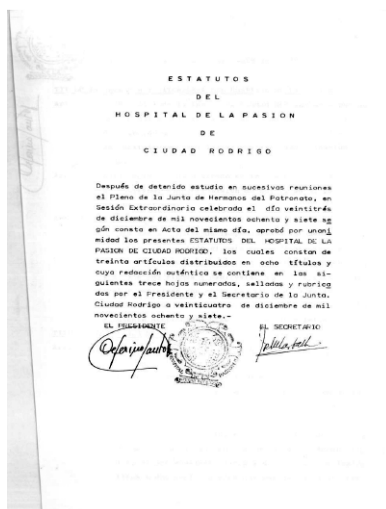 ESTATUTOS
DEL
HOSPITAL DE LA PASION
DE
CIUDAD RODRIGO
Después de detenido estudio en sucesivas reuniones
el Pleno de la Junta de Hermanos del Patronato, en
Sesión Extraordinaria celebrada el día veintitrés
de diciembre de mil novecientos ochenta y siete se
gún consta en Acta del mismo día, aprobó por unani
midad los presentes ESTATUTOS DEL HOSPITAL DE LA
PASION DE CIUDAD RODRIGO, los cuales constan de
treinta artículos distribuidos en ocho títulos y
cuya redacción auténtica se contiene en las si-
guientes trece hojas numeradas, selladas y rubrica
das por el Presidente y el Secretario de la Junta.
Ciudad Rodrigo a veinticuatro de diciembre de mil
novecientos ochenta y siete.-
EL PRESIDENTE EL SECRETARIO